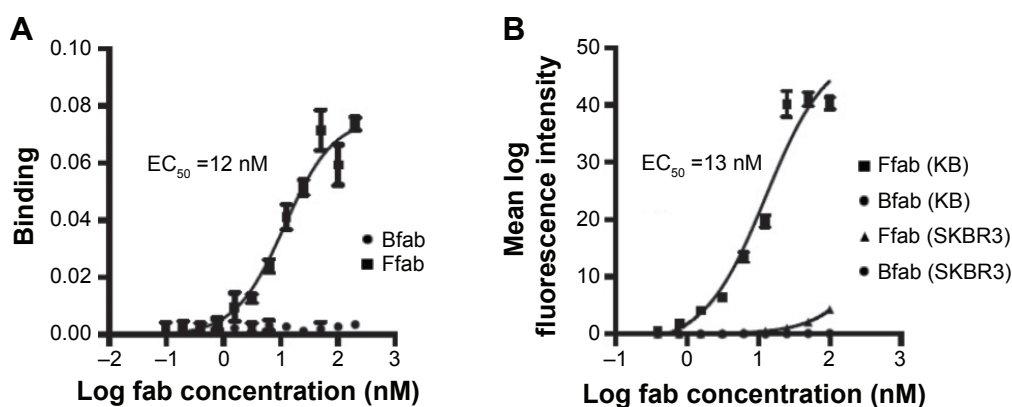 A
0.10
0.08
0.06
0.04
0.02
0.00
Binding
EC50 =12 nM
Bfab
Ffab
–2
–1
0
1
2
3
Log fab concentration (nM)
B
50
40
30
20
10
0
Mean log
fluorescence intensity
EC50 =13 nM
Ffab (KB)
Bfab (KB)
Ffab (SKBR3)
Bfab (SKBR3)
–1
0
1
2
3
Log fab concentration (nM)